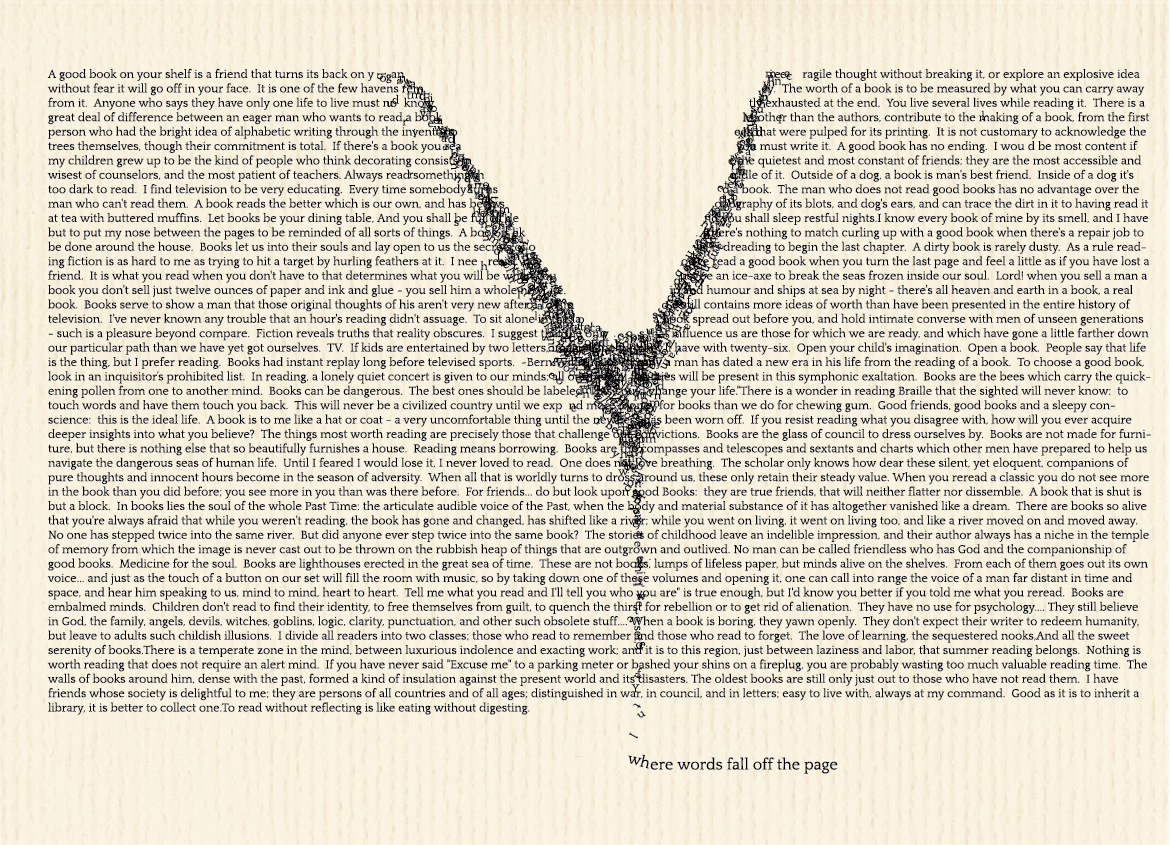 A good book on your shelf is a friend that turns its back on y ragile thought without breaking it, or explore an explosive idea
without fear it will go off in your face. It is one of the few havens The worth of a book is to be measured by what you can carry away
from it. Anyone who says they have only one life to live must know exhausted at the end. You live several lives while reading it. There is a
great deal of difference between an eager man who wants to read a book than the authors, contribute to the making of a book, from the first
person who had the bright idea of alphabetic writing through the that were pulped for its printing. It is not customary to acknowledge the
trees themselves, though their commitment is total. If there's a book you must write it. A good book has no ending. I wou d be most content if
my children grew up to be the kind of people who think decorating quietest and most constant of friends; they are the most accessible and
wisest of counselors, and the most patient of teachers. Always read something of it. Outside of a dog, a book is man's best friend. Inside of a dog it's
too dark to read. I find television to be very educating. Every time somebody book. The man who does not read good books has no advantage over the
man who can't read them. A book reads the better which is our own, and has of its blots, and dog's ears, and can trace the dirt in it to having read it
at tea with buttered muffins. Let books be your dining table, And you shall be shall sleep restful nights.I know every book of mine by its smell, and I have
but to put my nose between the pages to be reminded of all sorts of things. A nothing to match curling up with a good book when there's a repair job to
be done around the house. Books let us into their souls and lay open to us the dreading to begin the last chapter. A dirty book is rarely dusty. As a rule read-
ing fiction is as hard to me as trying to hit a target by hurling feathers at it. I nee read a good book when you turn the last page and feel a little as if you have lost a
friend. It is what you read when you don't have to that determines what you will be an ice-axe to break the seas frozen inside our soul. Lord! when you sell a man a
book you don't sell just twelve ounces of paper and ink and glue - you sell him a whole and humour and ships at sea by night - there's all heaven and earth in a book, a real
book. Books serve to show a man that those original thoughts of his aren't very new after contains more ideas of worth than have been presented in the entire history of
television. I've never known any trouble that an hour's reading didn't assuage. To sit alone spread out before you, and hold intimate converse with men of unseen generations
- such is a pleasure beyond compare. Fiction reveals truths that reality obscures. I suggest influence us are those for which we are ready, and which have gone a little farther down
our particular path than we have yet got ourselves. TV. If kids are entertained by two letters, with twenty-six. Open your child's imagination. Open a book. People say that life
is the thing, but I prefer reading. Books had instant replay long before televised sports. man has dated a new era in his life from the reading of a book. To choose a good book,
look in an inquisitor's prohibited list. In reading, a lonely quiet concert is given to our minds; will be present in this symphonic exaltation. Books are the bees which carry the quick-
ening pollen from one to another mind. Books can be dangerous. The best ones should be change your life."There is a wonder in reading Braille that the sighted will never know: to
touch words and have them touch you back. This will never be a civilized country until we for books than we do for chewing gum. Good friends, good books and a sleepy con-
science: this is the ideal life. A book is to me like a hat or coat - a very uncomfortable thing until the has been worn off. If you resist reading what you disagree with, how will you ever acquire
deeper insights into what you believe? The things most worth reading are precisely those that challenge convictions. Books are the glass of council to dress ourselves by. Books are not made for furni-
ture, but there is nothing else that so beautifully furnishes a house. Reading means borrowing. Books are compasses and telescopes and sextants and charts which other men have prepared to help us
navigate the dangerous seas of human life. Until I feared I would lose it, I never loved to read. One does not love breathing. The scholar only knows how dear these silent, yet eloquent, companions of
pure thoughts and innocent hours become in the season of adversity. When all that is worldly turns to dross around us, these only retain their steady value. When you reread a classic you do not see more
in the book than you did before; you see more in you than was there before. For friends... do but look upon good Books: they are true friends, that will neither flatter nor dissemble. A book that is shut is
but a block. In books lies the soul of the whole Past Time: the articulate audible voice of the Past, when the body and material substance of it has altogether vanished like a dream. There are books so alive
that you're always afraid that while you weren't reading, the book has gone and changed, has shifted like a river; while you went on living, it went on living too, and like a river moved on and moved away.
No one has stepped twice into the same river. But did anyone ever step twice into the same book? The stories of childhood leave an indelible impression, and their author always has a niche in the temple
of memory from which the image is never cast out to be thrown on the rubbish heap of things that are outgrown and outlived. No man can be called friendless who has God and the companionship of
good books. Medicine for the soul. Books are lighthouses erected in the great sea of time. These are not books, lumps of lifeless paper, but minds alive on the shelves. From each of them goes out its own
voice... and just as the touch of a button on our set will fill the room with music, so by taking down one of these volumes and opening it, one can call into range the voice of a man far distant in time and
space, and hear him speaking to us, mind to mind, heart to heart. Tell me what you read and I'll tell you who you are" is true enough, but I'd know you better if you told me what you reread. Books are
embalmed minds. Children don't read to find their identity, to free themselves from guilt, to quench the thirst for rebellion or to get rid of alienation. They have no use for psychology.... They still believe
in God, the family, angels, devils, witches, goblins, logic, clarity, punctuation, and other such obsolete stuff.... When a book is boring, they yawn openly. They don't expect their writer to redeem humanity,
but leave to adults such childish illusions. I divide all readers into two classes; those who read to remember and those who read to forget. The love of learning, the sequestered nooks,And all the sweet
serenity of books.There is a temperate zone in the mind, between luxurious indolence and exacting work; and it is to this region, just between laziness and labor, that summer reading belongs. Nothing is
worth reading that does not require an alert mind. If you have never said "Excuse me" to a parking meter or bashed your shins on a fireplug, you are probably wasting too much valuable reading time. The
walls of books around him, dense with the past, formed a kind of insulation against the present world and its disasters. The oldest books are still only just out to those who have not read them. I have
friends whose society is delightful to me; they are persons of all countries and of all ages; distinguished in war, in council, and in letters; easy to live with, always at my command. Good as it is to inherit a
library, it is better to collect one.To read without reflecting is like eating without digesting.
where words fall off the page